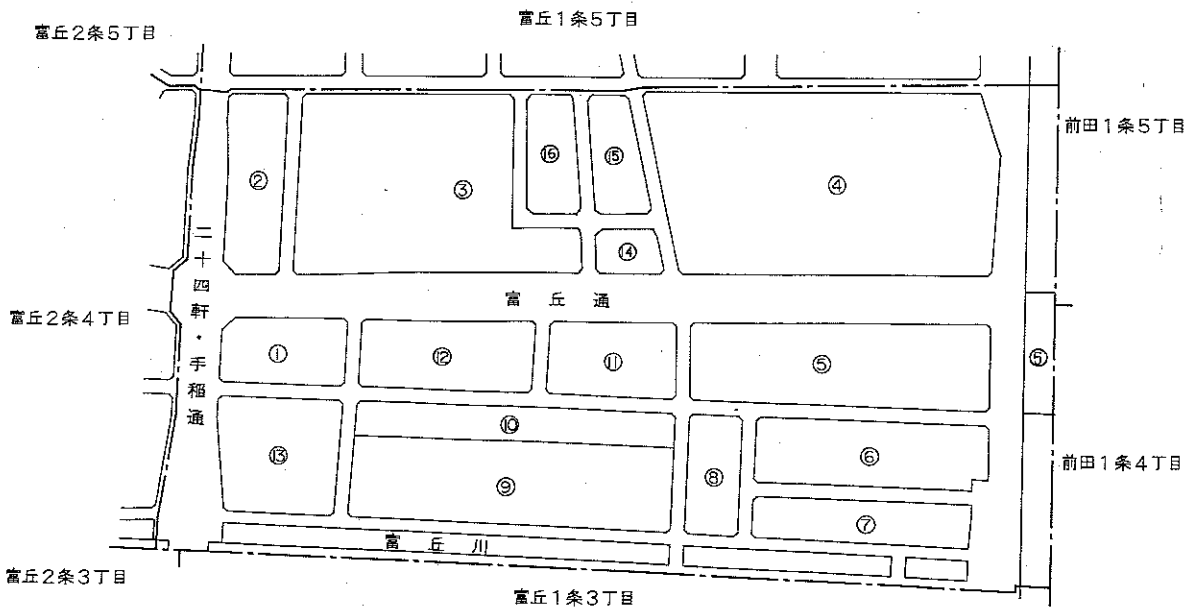 富丘2条5丁目
富丘1条5丁目
前田1条5丁目
②
③
⑯
⑮
④
⑭
二十四軒・手稲通
富丘通
富丘2条4丁目
①
⑫
⑪
⑤
⑤
⑩
⑬
⑨
⑧
⑥
⑦
前田1条4丁目
富丘川
富丘2条3丁目
富丘1条3丁目